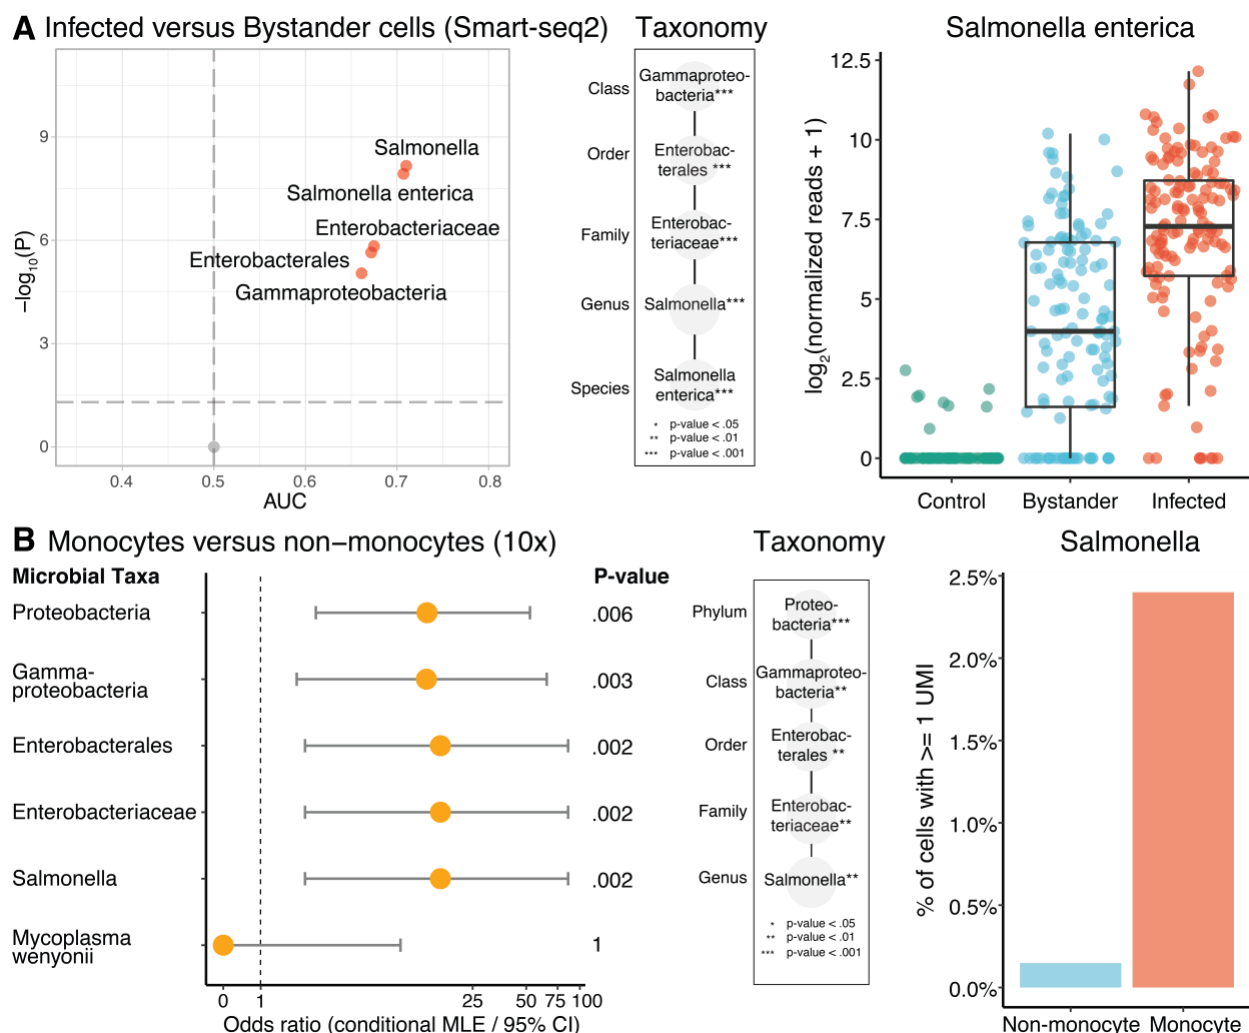 A Infected versus Bystander cells (Smart-seq2)
−log10(P)
9
6
3
0
Salmonella
Salmonella enterica
Enterobacteriaceae
Enterobacterales
Gammaproteobacteria
0.4 0.5 0.6 0.7 0.8
AUC
Taxonomy
Class
Gammaproteo-
bacteria***
Order
Enterobac-
terales ***
Family
Enterobac-
teriaceae***
Genus
Salmonella***
Species
Salmonella
enterica***
* p-value < .05
** p-value < .01
*** p-value < .001
Salmonella enterica
log2(normalized reads + 1)
12.5
10
7.5
5
2.5
0
Control Bystander Infected
B Monocytes versus non−monocytes (10x)
Microbial Taxa P-value
Proteobacteria .006
Gamma-
proteobacteria .003
Enterobacterales .002
Enterobacteriaceae .002
Salmonella .002
Mycoplasma
wenyonii 1
0 1 25 50 75 100
Odds ratio (conditional MLE / 95% CI)
Taxonomy
Phylum
Proteo-
bacteria***
Class
Gammaproteo-
bacteria**
Order
Enterobac-
terales **
Family
Enterobac-
teriaceae**
Genus
Salmonella**
* p-value < .05
** p-value < .01
*** p-value < .001
Salmonella
% of cells with >= 1 UMI
2.5%
2.0%
1.5%
1.0%
0.5%
0.0%
Non-monocyte Monocyte